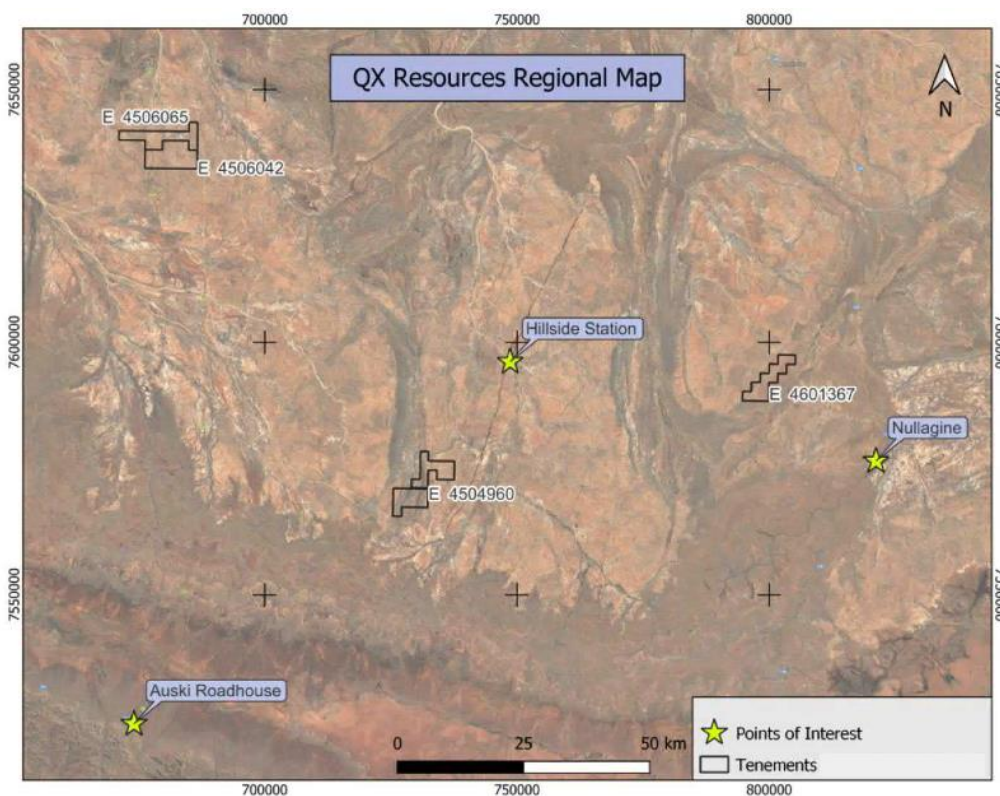 700000 750000 800000
QX Resources Regional Map
N
7650000
E 4506065
E 4506042
Hillside Station
7600000
E 4601367
Nullagine
E 4504960
7550000
Auski Roadhouse
0 25 50 km
Points of Interest
Tenements
700000 750000 800000